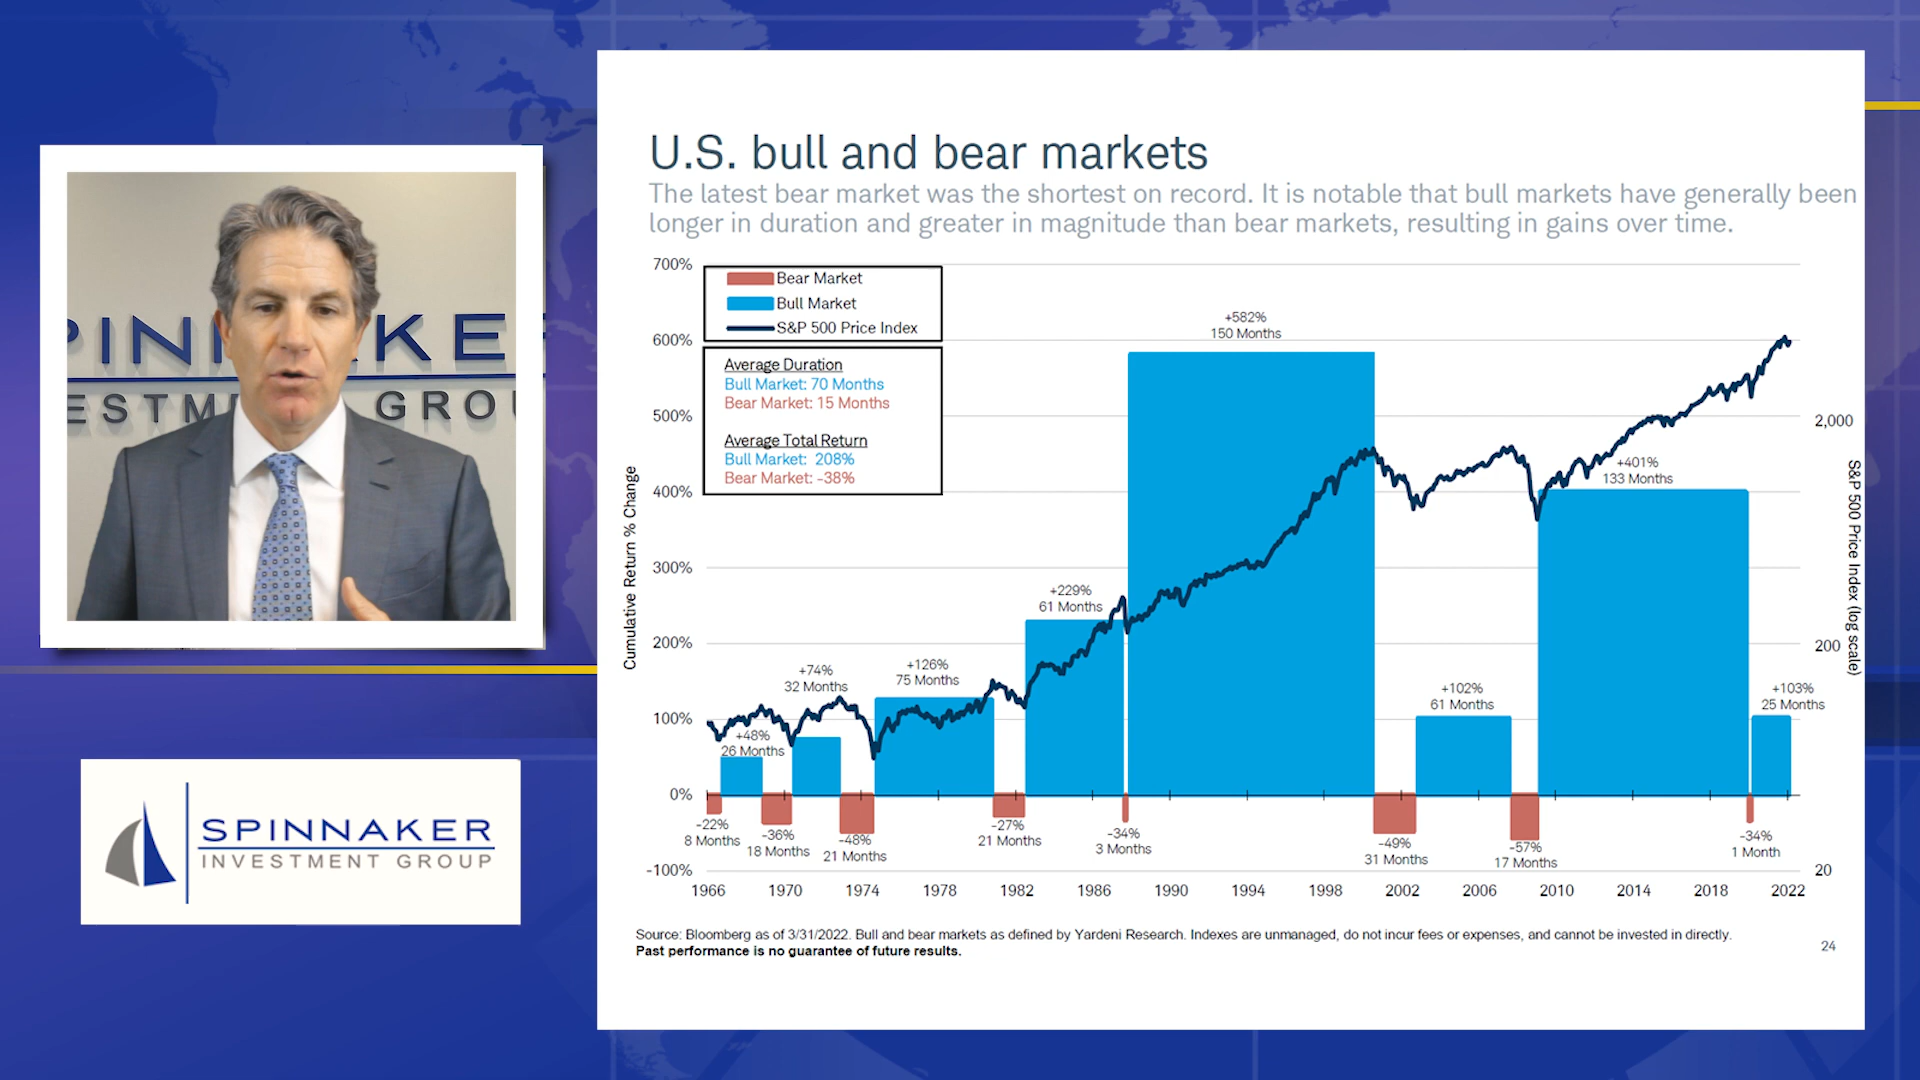 PINN KE
ESTM GRO
SPINNAKER
INVESTMENT GROUP
U.S. bull and bear markets
The latest bear market was the shortest on record. It is notable that bull markets have generally been
longer in duration and greater in magnitude than bear markets, resulting in gains over time.
Bear Market
Bull Market
S&P 500 Price Index
Average Duration
Bull Market: 70 Months
Bear Market: 15 Months
Average Total Return
Bull Market: 208%
Bear Market: -38%
Cumulative Return % Change
700%
600%
500%
400%
300%
200%
100%
0%
-100%
+48%
26 Months
+74%
32 Months
+126%
75 Months
+229%
61 Months
+582%
150 Months
+102%
61 Months
+401%
133 Months
+103%
25 Months
-22%
8 Months
-36%
18 Months
-48%
21 Months
-27%
21 Months
-34%
3 Months
-49%
31 Months
-57%
17 Months
-34%
1 Month
2,000
200
20
S&P 500 Price Index (log scale)
1966 1970 1974 1978 1982 1986 1990 1994 1998 2002 2006 2010 2014 2018 2022
Source: Bloomberg as of 3/31/2022. Bull and bear markets as defined by Yardeni Research. Indexes are unmanaged, do not incur fees or expenses, and cannot be invested in directly.
Past performance is no guarantee of future results.
24